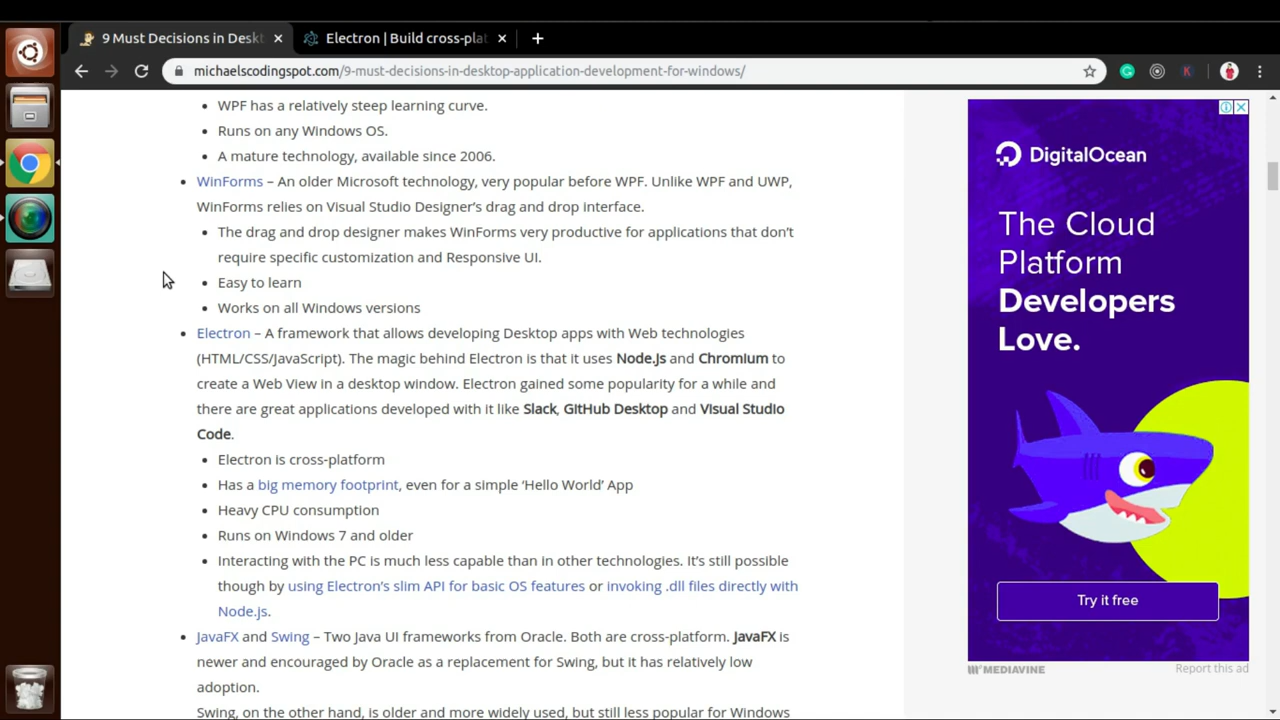 9 Must Decisions in Deskt
Electron | Build cross-plat
michaelscodingspot.com/9-must-decisions-in-desktop-application-development-for-windows/
• WPF has a relatively steep learning curve.
• Runs on any Windows OS.
• A mature technology, available since 2006.
• WinForms – An older Microsoft technology, very popular before WPF. Unlike WPF and UWP,
WinForms relies on Visual Studio Designer's drag and drop interface.
• The drag and drop designer makes WinForms very productive for applications that don't
require specific customization and Responsive UI.
• Easy to learn
• Works on all Windows versions
• Electron – A framework that allows developing Desktop apps with Web technologies
(HTML/CSS/JavaScript). The magic behind Electron is that it uses Node.js and Chromium to
create a Web View in a desktop window. Electron gained some popularity for a while and
there are great applications developed with it like Slack, GitHub Desktop and Visual Studio
Code.
• Electron is cross-platform
• Has a big memory footprint, even for a simple 'Hello World' App
• Heavy CPU consumption
• Runs on Windows 7 and older
• Interacting with the PC is much less capable than in other technologies. It's still possible
though by using Electron's slim API for basic OS features or invoking .dll files directly with
Node.js.
• JavaFX and Swing – Two Java UI frameworks from Oracle. Both are cross-platform. JavaFX is
newer and encouraged by Oracle as a replacement for Swing, but it has relatively low
adoption.
Swing, on the other hand, is older and more widely used, but still less popular for Windows
DigitalOcean
The Cloud
Platform
Developers
Love.
Try it free
MEDIAVINE
Report this ad